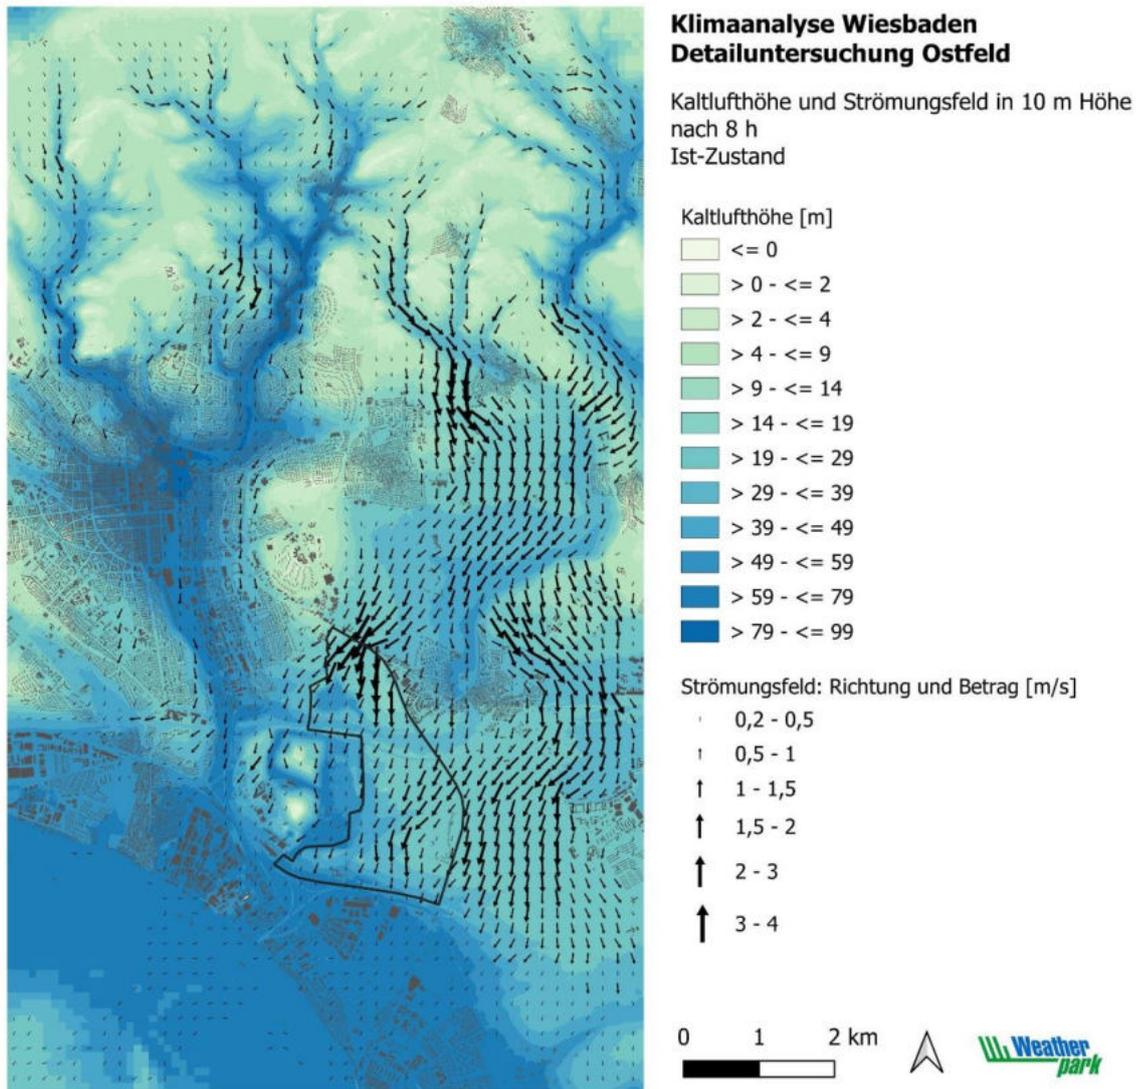 Klimaanalyse Wiesbaden
Detailuntersuchung Ostfeld
Kaltlufthöhe und Strömungsfeld in 10 m Höhe
nach 8 h
Ist-Zustand
Kaltlufthöhe [m]
<= 0
> 0 - <= 2
> 2 - <= 4
> 4 - <= 9
> 9 - <= 14
> 14 - <= 19
> 19 - <= 29
> 29 - <= 39
> 39 - <= 49
> 49 - <= 59
> 59 - <= 79
> 79 - <= 99
Strömungsfeld: Richtung und Betrag [m/s]
0,2 - 0,5
0,5 - 1
1 - 1,5
1,5 - 2
2 - 3
3 - 4
0 1 2 km
Weather
park